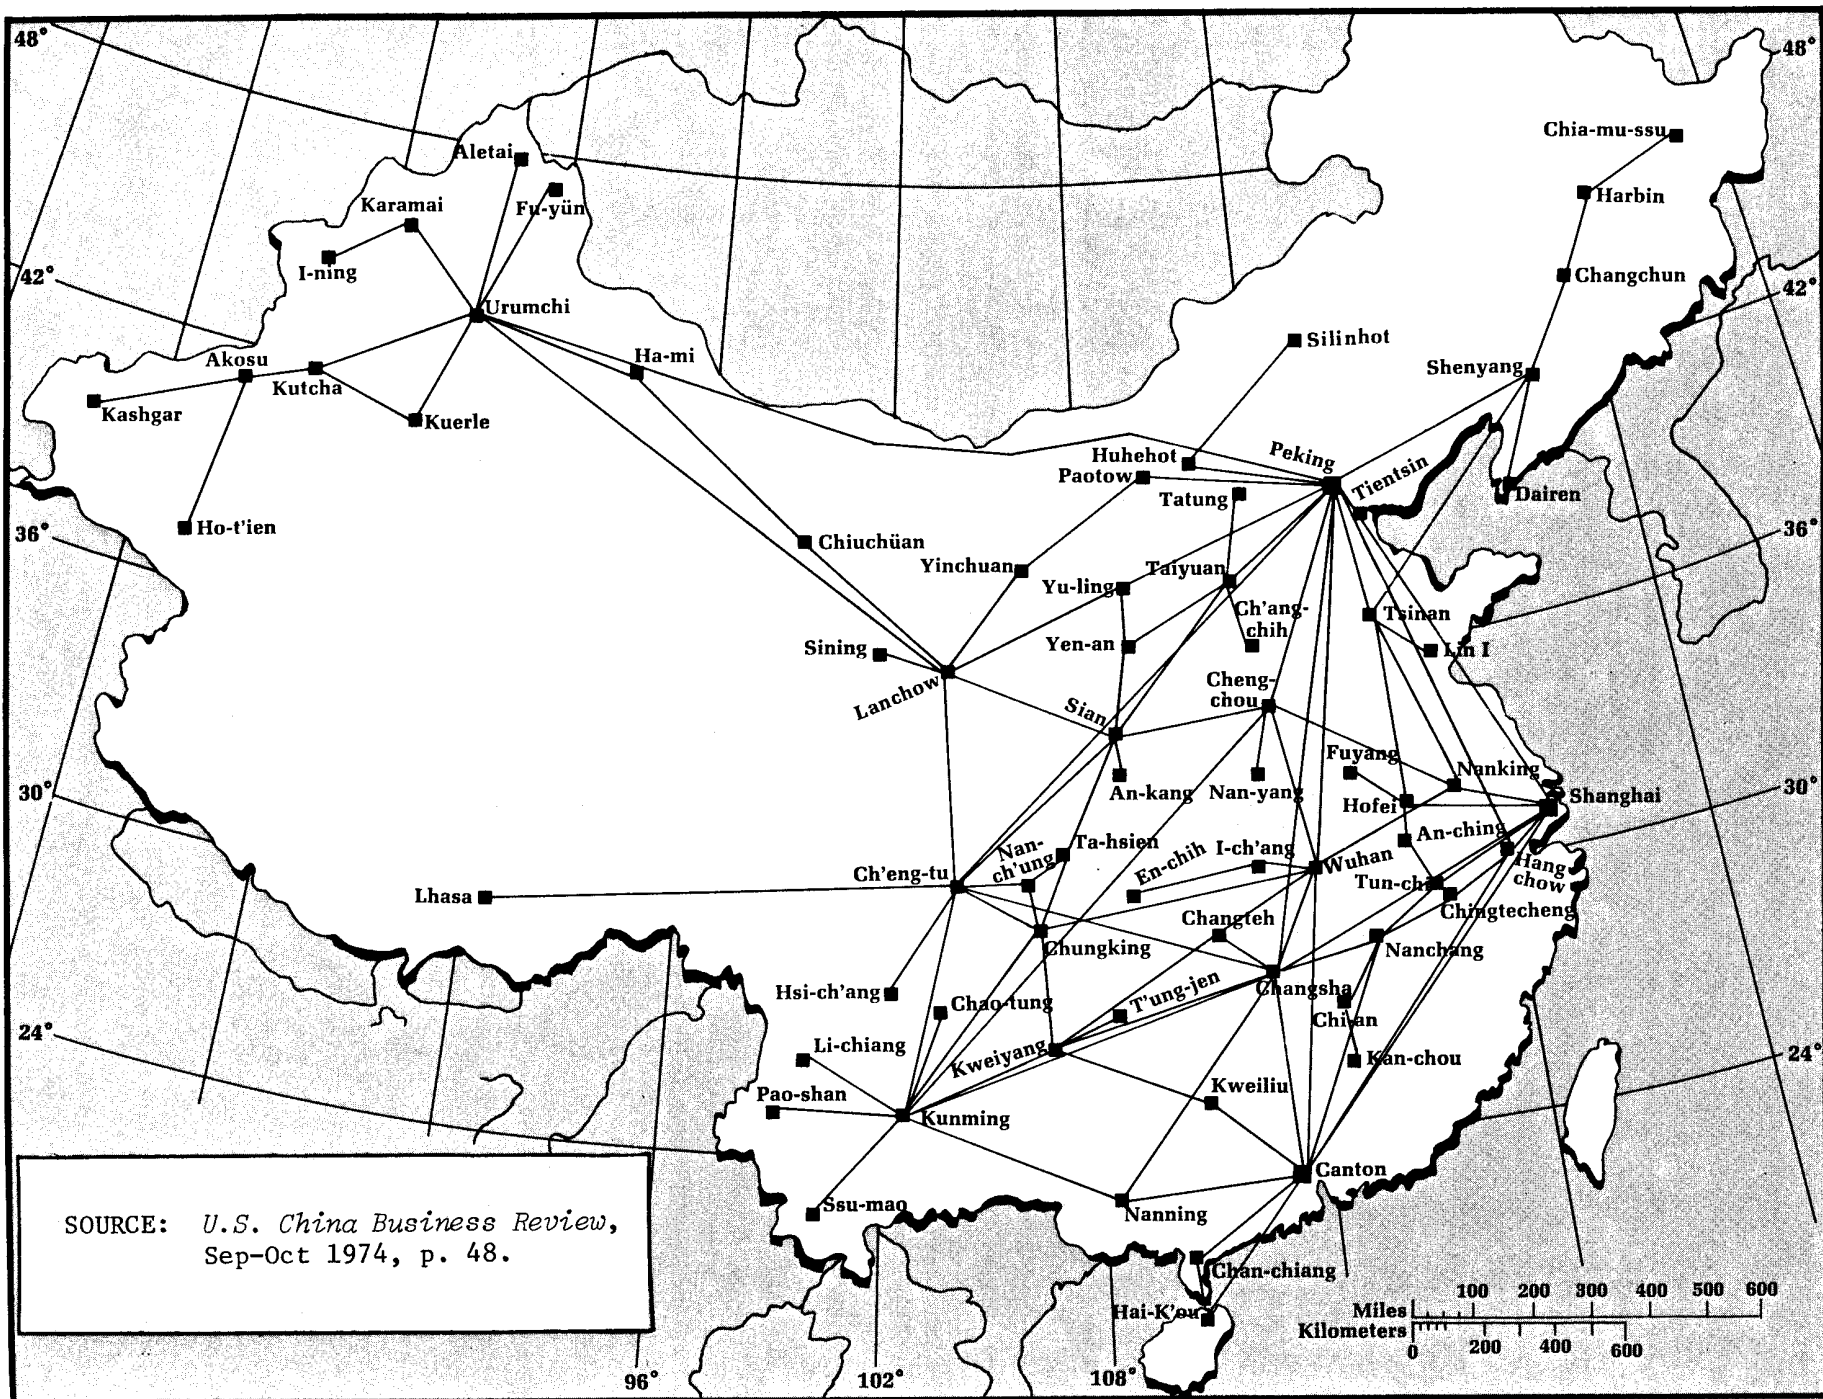 48°
48°
Chia-mu-ssu
Aletai
Harbin
Karamai
Fu-yün
I-ning
42°
Changchun
42°
Urumchi
Silinhot
Akosu
Ha-mi
Shenyang
Kutcha
Kashgar
Kuerle
Peking
Huhehot
Paotow
Tientsin
Tatung
Dairen
36°
Ho-t'ien
36°
Chiuchüan
Yinchuan
Taiyuan
Yu-ling
Ch'ang-
chih
Tsinan
Sining
Yen-an
Lin I
Lanchow
Cheng-
chou
Sian
Fuyang
Nanking
30°
An-kang
Nan-yang
Hofei
Shanghai
30°
Nan-
ch'ung
Ta-hsien
En-chih
I-ch'ang
An-ching
Wuhan
Hang
chow
Ch'eng-tu
Tun-chi
Lhasa
Chingtecheng
Changteh
Chungking
Nanchang
Hsi-ch'ang
Chao-tung
T'ung-jen
Changsha
Chi-an
24°
Li-chiang
Kweiyang
Kan-chou
24°
Pao-shan
Kweiliu
Kunming
Canton
Ssu-mao
Nanning
SOURCE: U.S. China Business Review,
Sep-Oct 1974, p. 48.
Chan-chiang
Hai-K'ou
100 200 300 400 500 600
Miles
Kilometers
0 200 400 600
96°
102°
108°